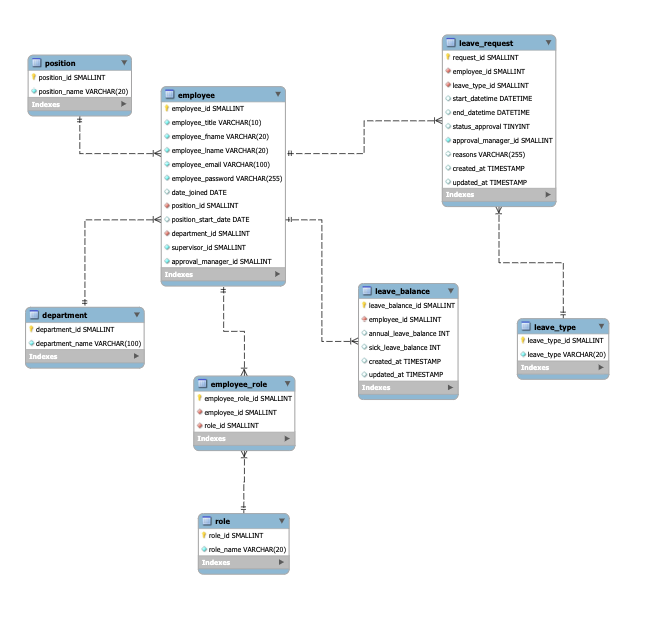 position
position_id SMALLINT
position_name VARCHAR(20)
Indexes
employee
employee_id SMALLINT
employee_title VARCHAR(10)
employee_fname VARCHAR(20)
employee_lname VARCHAR(20)
employee_email VARCHAR(100)
employee_password VARCHAR(255)
date_joined DATE
position_id SMALLINT
position_start_date DATE
department_id SMALLINT
supervisor_id SMALLINT
approval_manager_id SMALLINT
Indexes
leave_request
request_id SMALLINT
employee_id SMALLINT
leave_type_id SMALLINT
start_datetime DATETIME
end_datetime DATETIME
status_approval TINYINT
approval_manager_id SMALLINT
reasons VARCHAR(255)
created_at TIMESTAMP
updated_at TIMESTAMP
Indexes
department
department_id SMALLINT
department_name VARCHAR(100)
Indexes
leave_balance
leave_balance_id SMALLINT
employee_id SMALLINT
annual_leave_balance INT
sick_leave_balance INT
created_at TIMESTAMP
updated_at TIMESTAMP
Indexes
leave_type
leave_type_id SMALLINT
leave_type VARCHAR(20)
Indexes
employee_role
employee_role_id SMALLINT
employee_id SMALLINT
role_id SMALLINT
Indexes
role
role_id SMALLINT
role_name VARCHAR(20)
Indexes